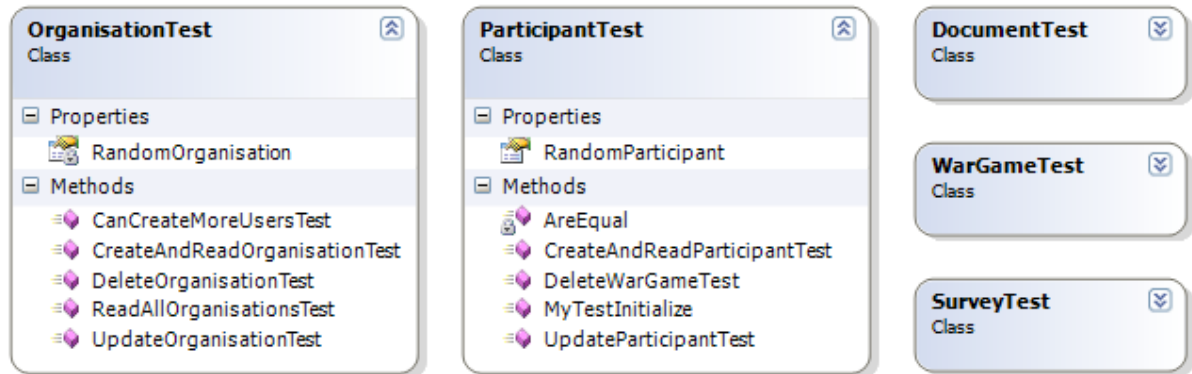 OrganisationTest
Class
Properties
RandomOrganisation
Methods
CanCreateMoreUsersTest
CreateAndReadOrganisationTest
DeleteOrganisationTest
ReadAllOrganisationsTest
UpdateOrganisationTest
ParticipantTest
Class
Properties
RandomParticipant
Methods
AreEqual
CreateAndReadParticipantTest
DeleteWarGameTest
MyTestInitialize
UpdateParticipantTest
DocumentTest
Class
WarGameTest
Class
SurveyTest
Class